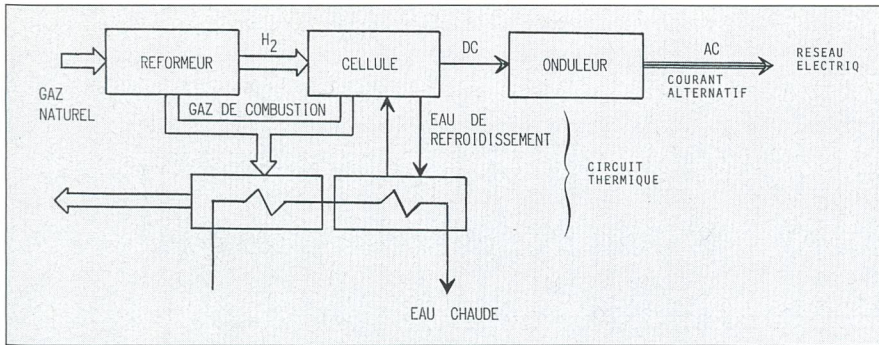 H2
DC
AC
REFORMEUR
CELLULE
ONDULEUR
RESEAU
ELECTRIQ
COURANT
ALTERNATIF
GAZ
NATUREL
GAZ DE COMBUSTION
EAU DE
REFROIDISSEMENT
CIRCUIT
THERMIQUE
EAU CHAUDE